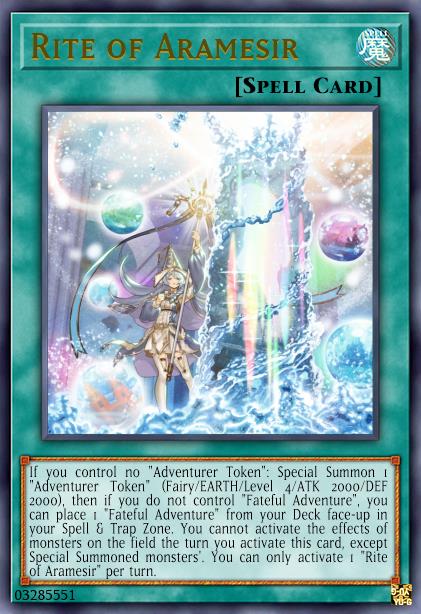 Rite of Aramesir
魔
[Spell Card]
If you control no "Adventurer Token": Special Summon 1
"Adventurer Token" (Fairy/EARTH/Level 4/ATK 2000/DEF
2000), then if you do not control "Fateful Adventure", you
can place 1 "Fateful Adventure" from your Deck face-up in
your Spell & Trap Zone. You cannot activate the effects of
monsters on the field the turn you activate this card, except
Special Summoned monsters'. You can only activate 1 "Rite
of Aramesir" per turn.
03285551